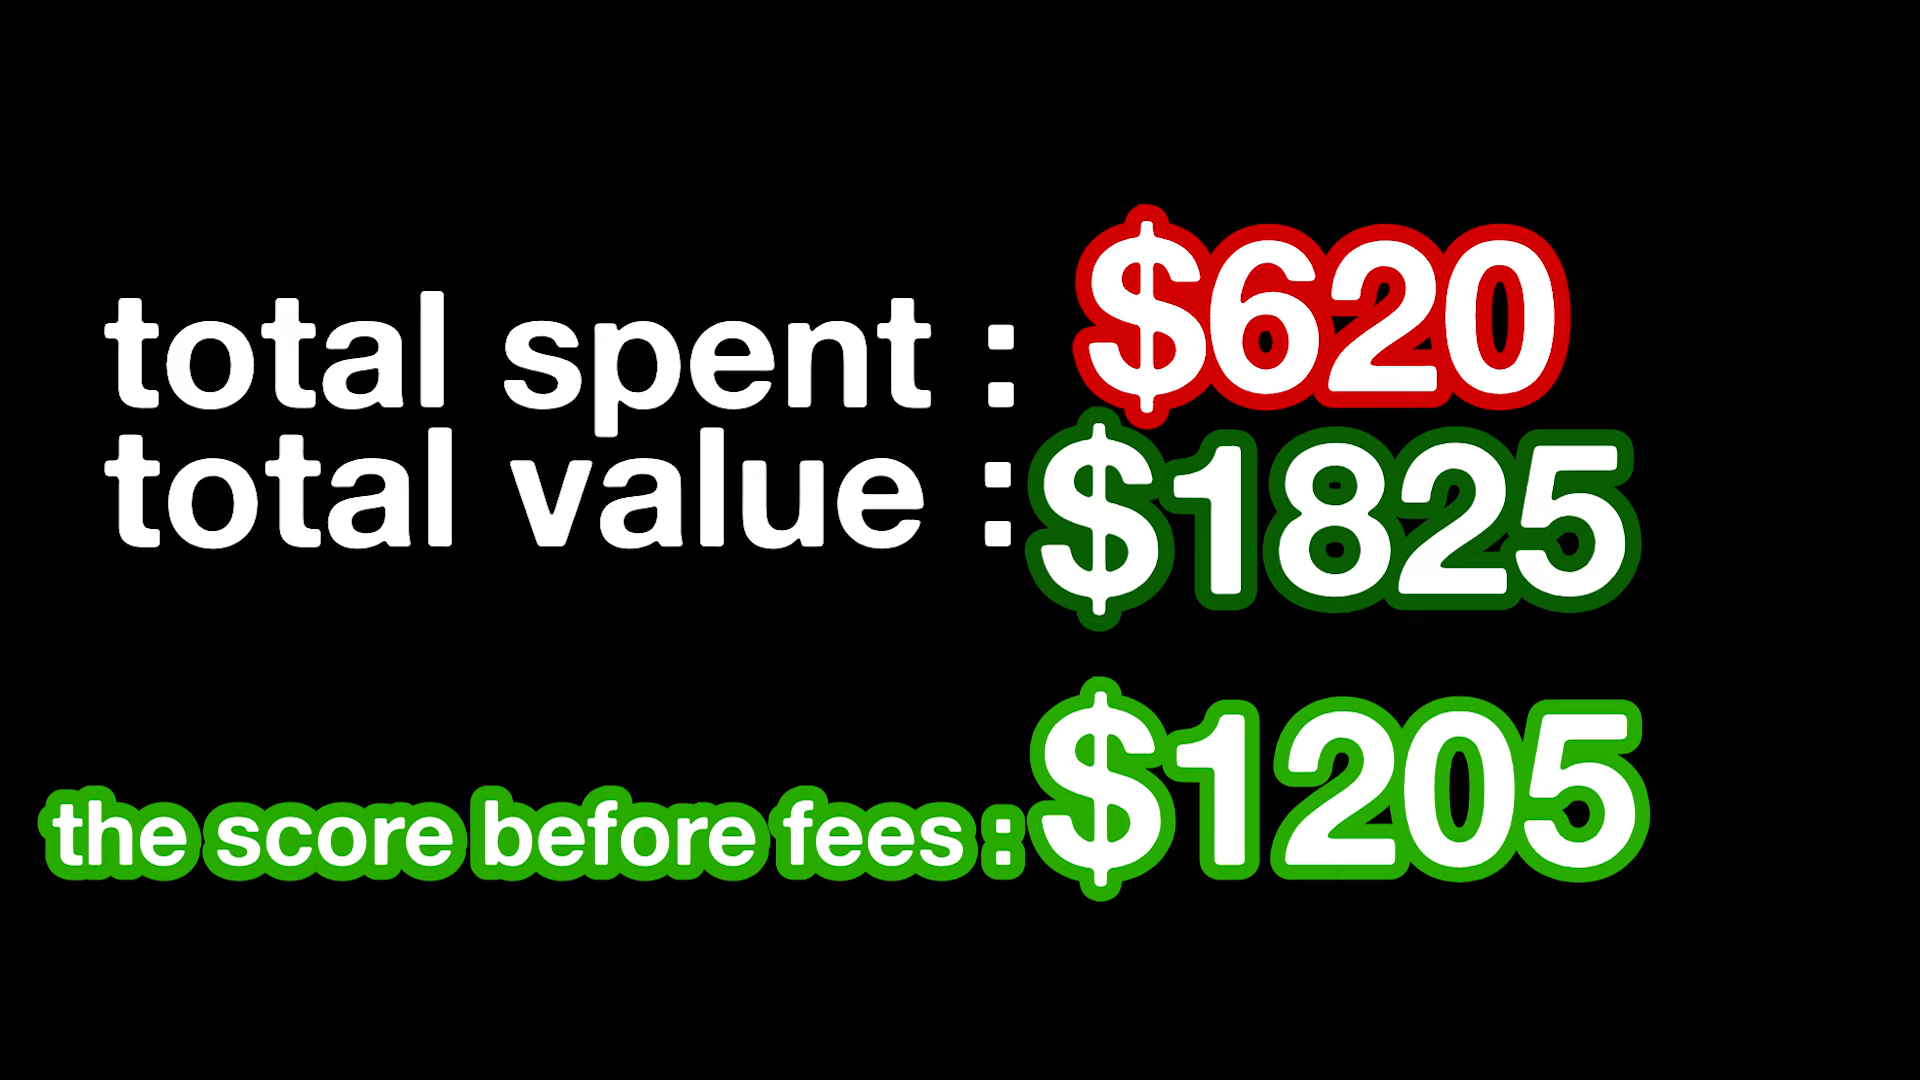 total spent : $620
total value : $1825
the score before fees : $1205